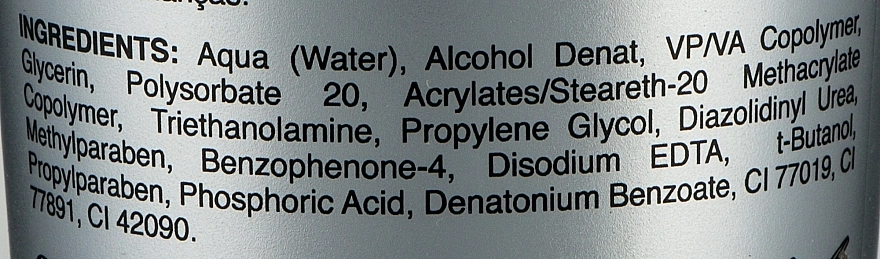 INGREDIENTS: Aqua (Water), Alcohol Denat, VP/VA Copolymer,
Glycerin, Polysorbate 20, Acrylates/Steareth-20 Methacrylate
Copolymer, Triethanolamine, Propylene Glycol, Diazolidinyl Urea,
Methylparaben, Benzophenone-4, Disodium EDTA, t-Butanol,
Propylparaben, Phosphoric Acid, Denatonium Benzoate, CI 77019, CI
77891, CI 42090.